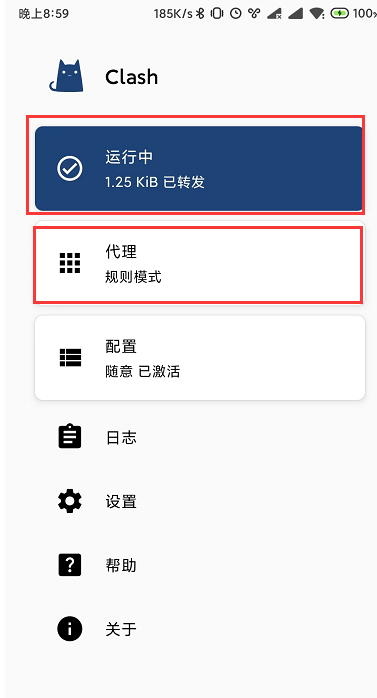 晚上8:59
185K/s 100%
Clash
运行中
1.25 KiB 已转发
代理
规则模式
配置
随意 已激活
日志
设置
帮助
关于